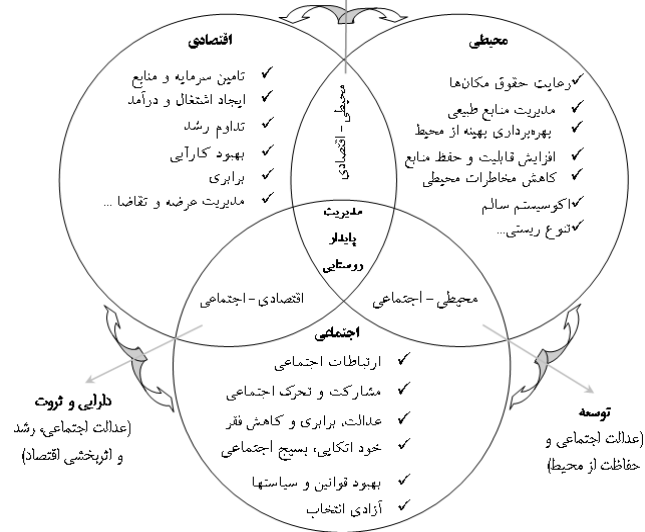 اقتصادی
تامین سرمایه و منابع
ایجاد اشتغال و درآمد
تداوم رشد
بهبود کارآیی
برابری
مدیریت عرضه و تقاضا ...
محیطی
رعایت حقوق مکان‌ها
مدیریت منابع طبیعی
بهره‌برداری بهینه از محیط
افزایش قابلیت و حفظ منابع
کاهش مخاطرات محیطی
اکوسیستم سالم
تنوع ریستی...
محیطی - اقتصادی
مدیریت
پایدار
روستایی
اقتصادی - اجتماعی
محیطی - اجتماعی
اجتماعی
ارتباطات اجتماعی
مشارکت و تحرک اجتماعی
عدالت، برابری و کاهش فقر
خود اتکایی، بسیج اجتماعی
بهبود قوانین و سیاستها
آزادی انتخاب
دارایی و ثروت
(عدالت اجتماعی، رشد
و اثربخشی اقتصاد)
توسعه
(عدالت اجتماعی و
حفاظت از محیط)